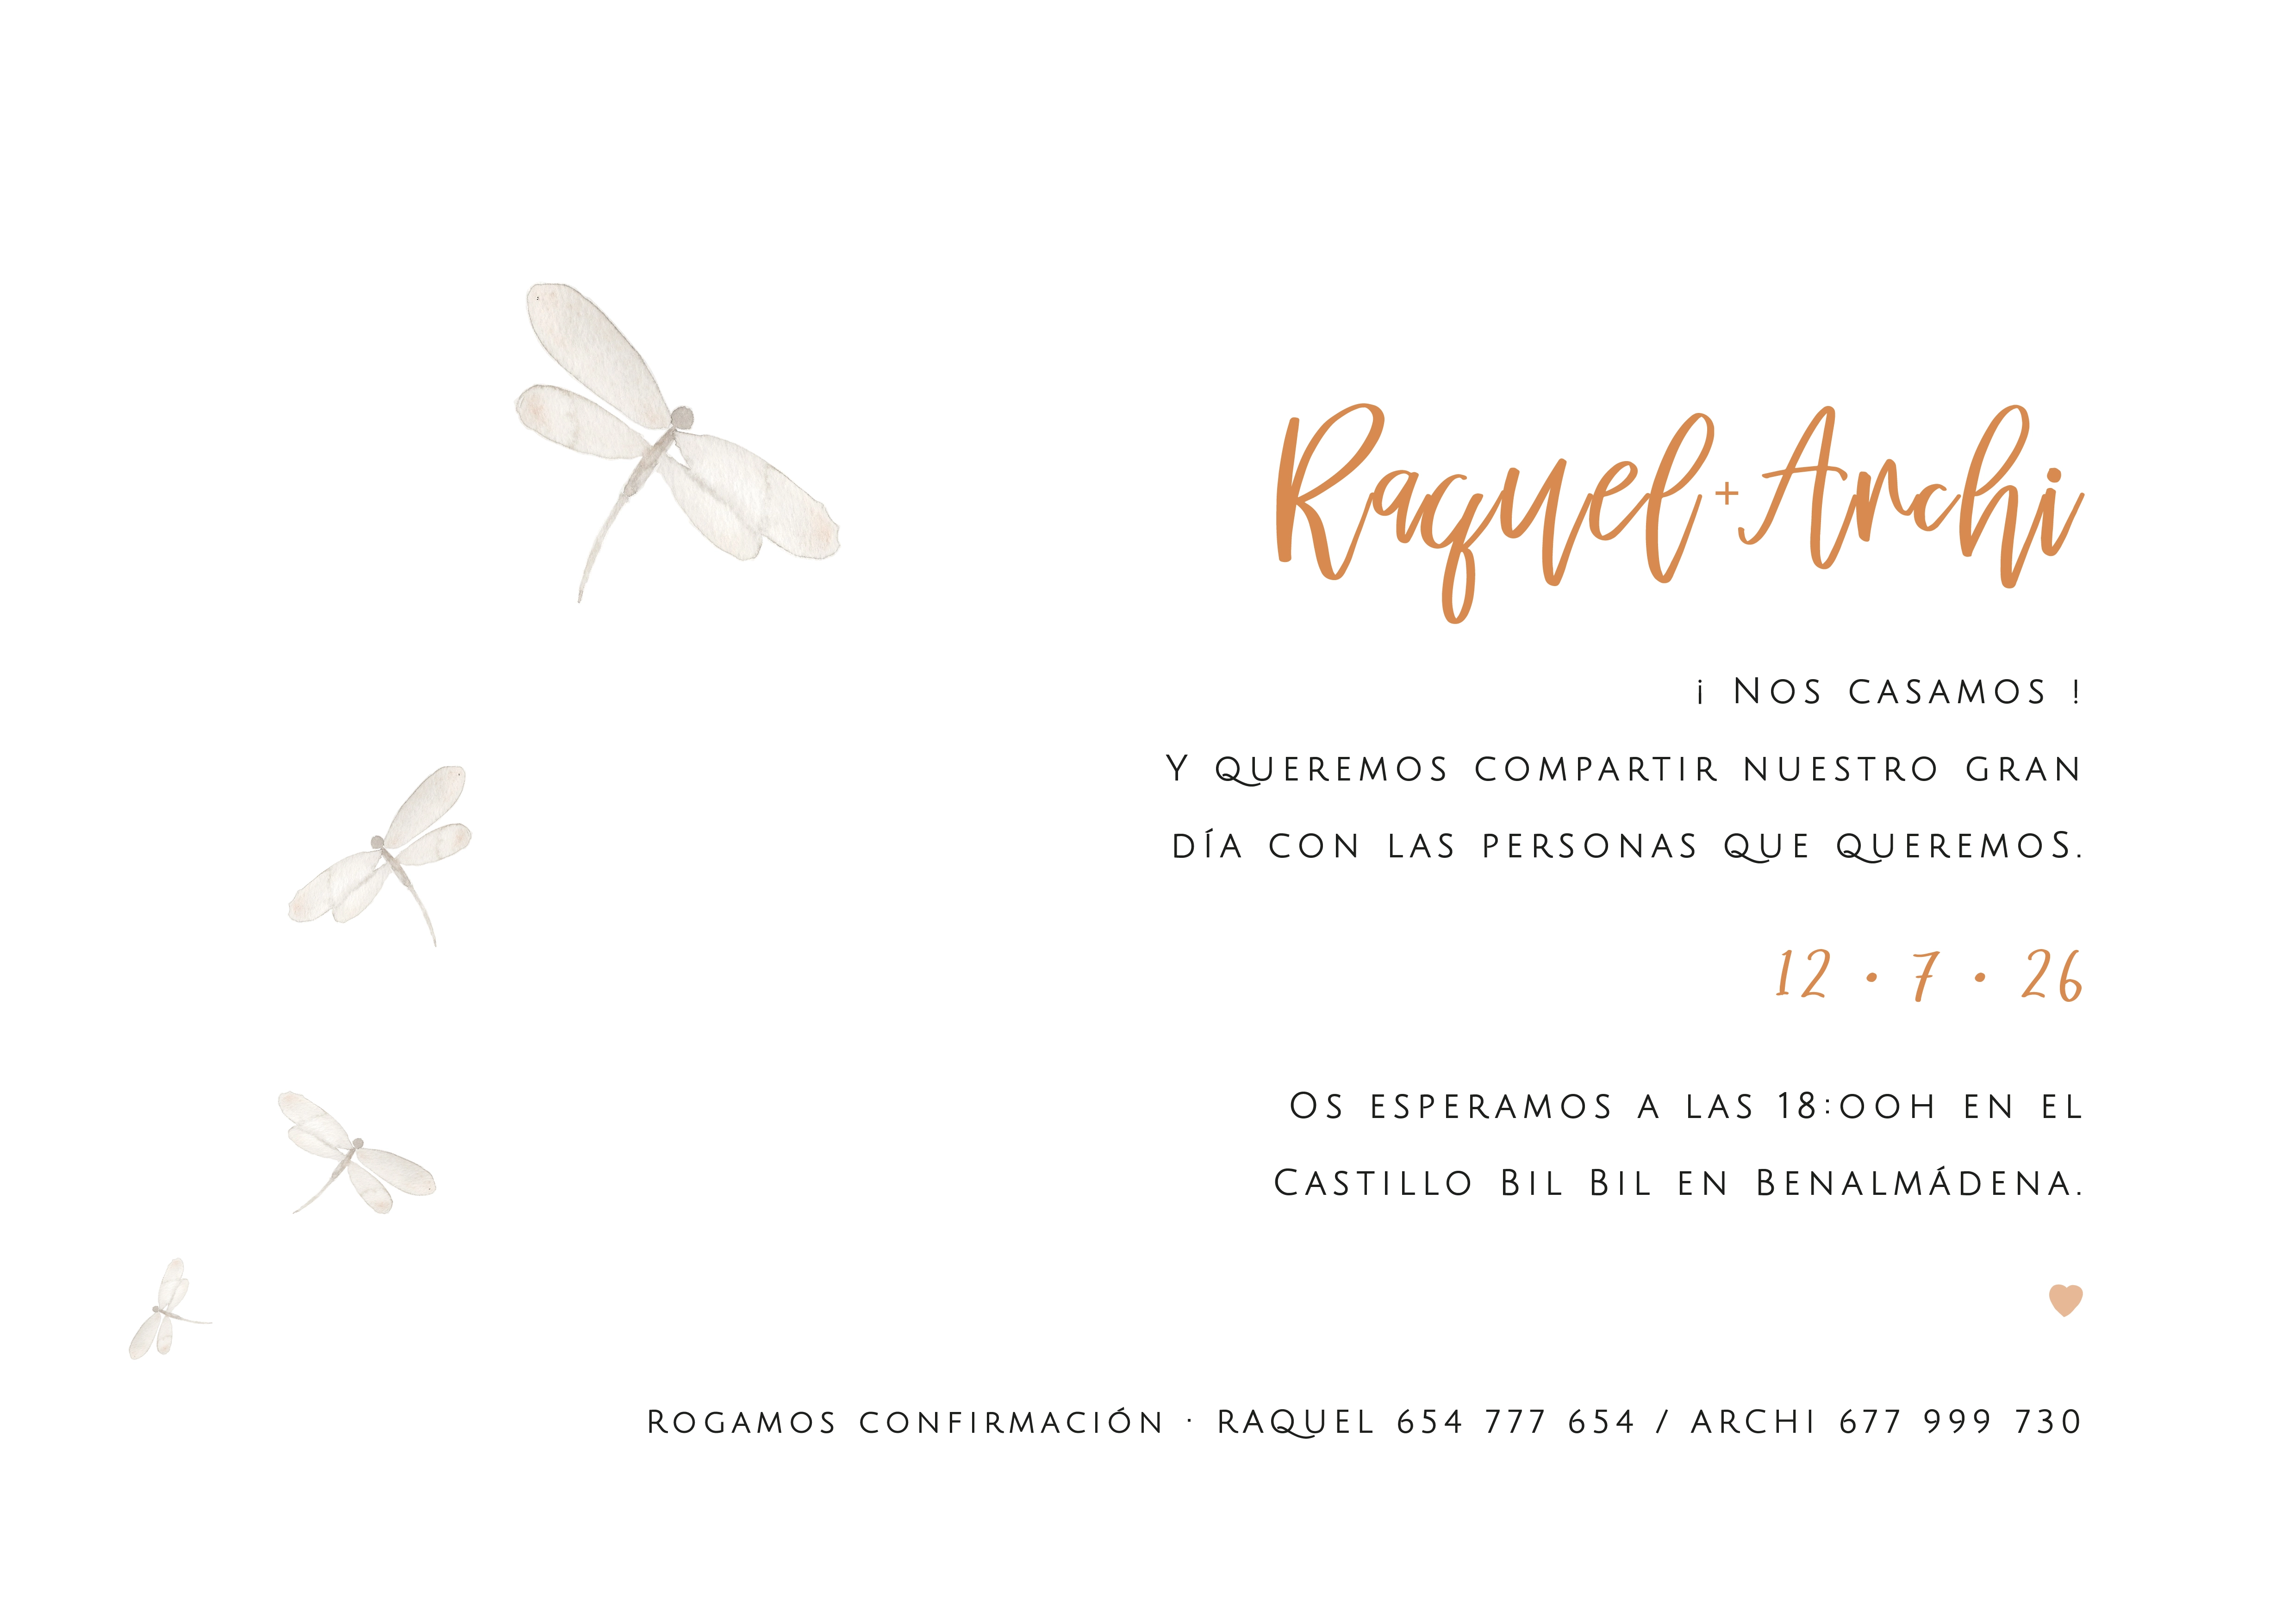 Raquel + Archi
¡ Nos casamos !
Y queremos compartir nuestro gran
día con las personas que queremos.
12 · 7 · 26
Os esperamos a las 18:00h en el
Castillo Bil Bil en Benalmádena.
Rogamos confirmación · RAQUEL 654 777 654 / ARCHI 677 999 730